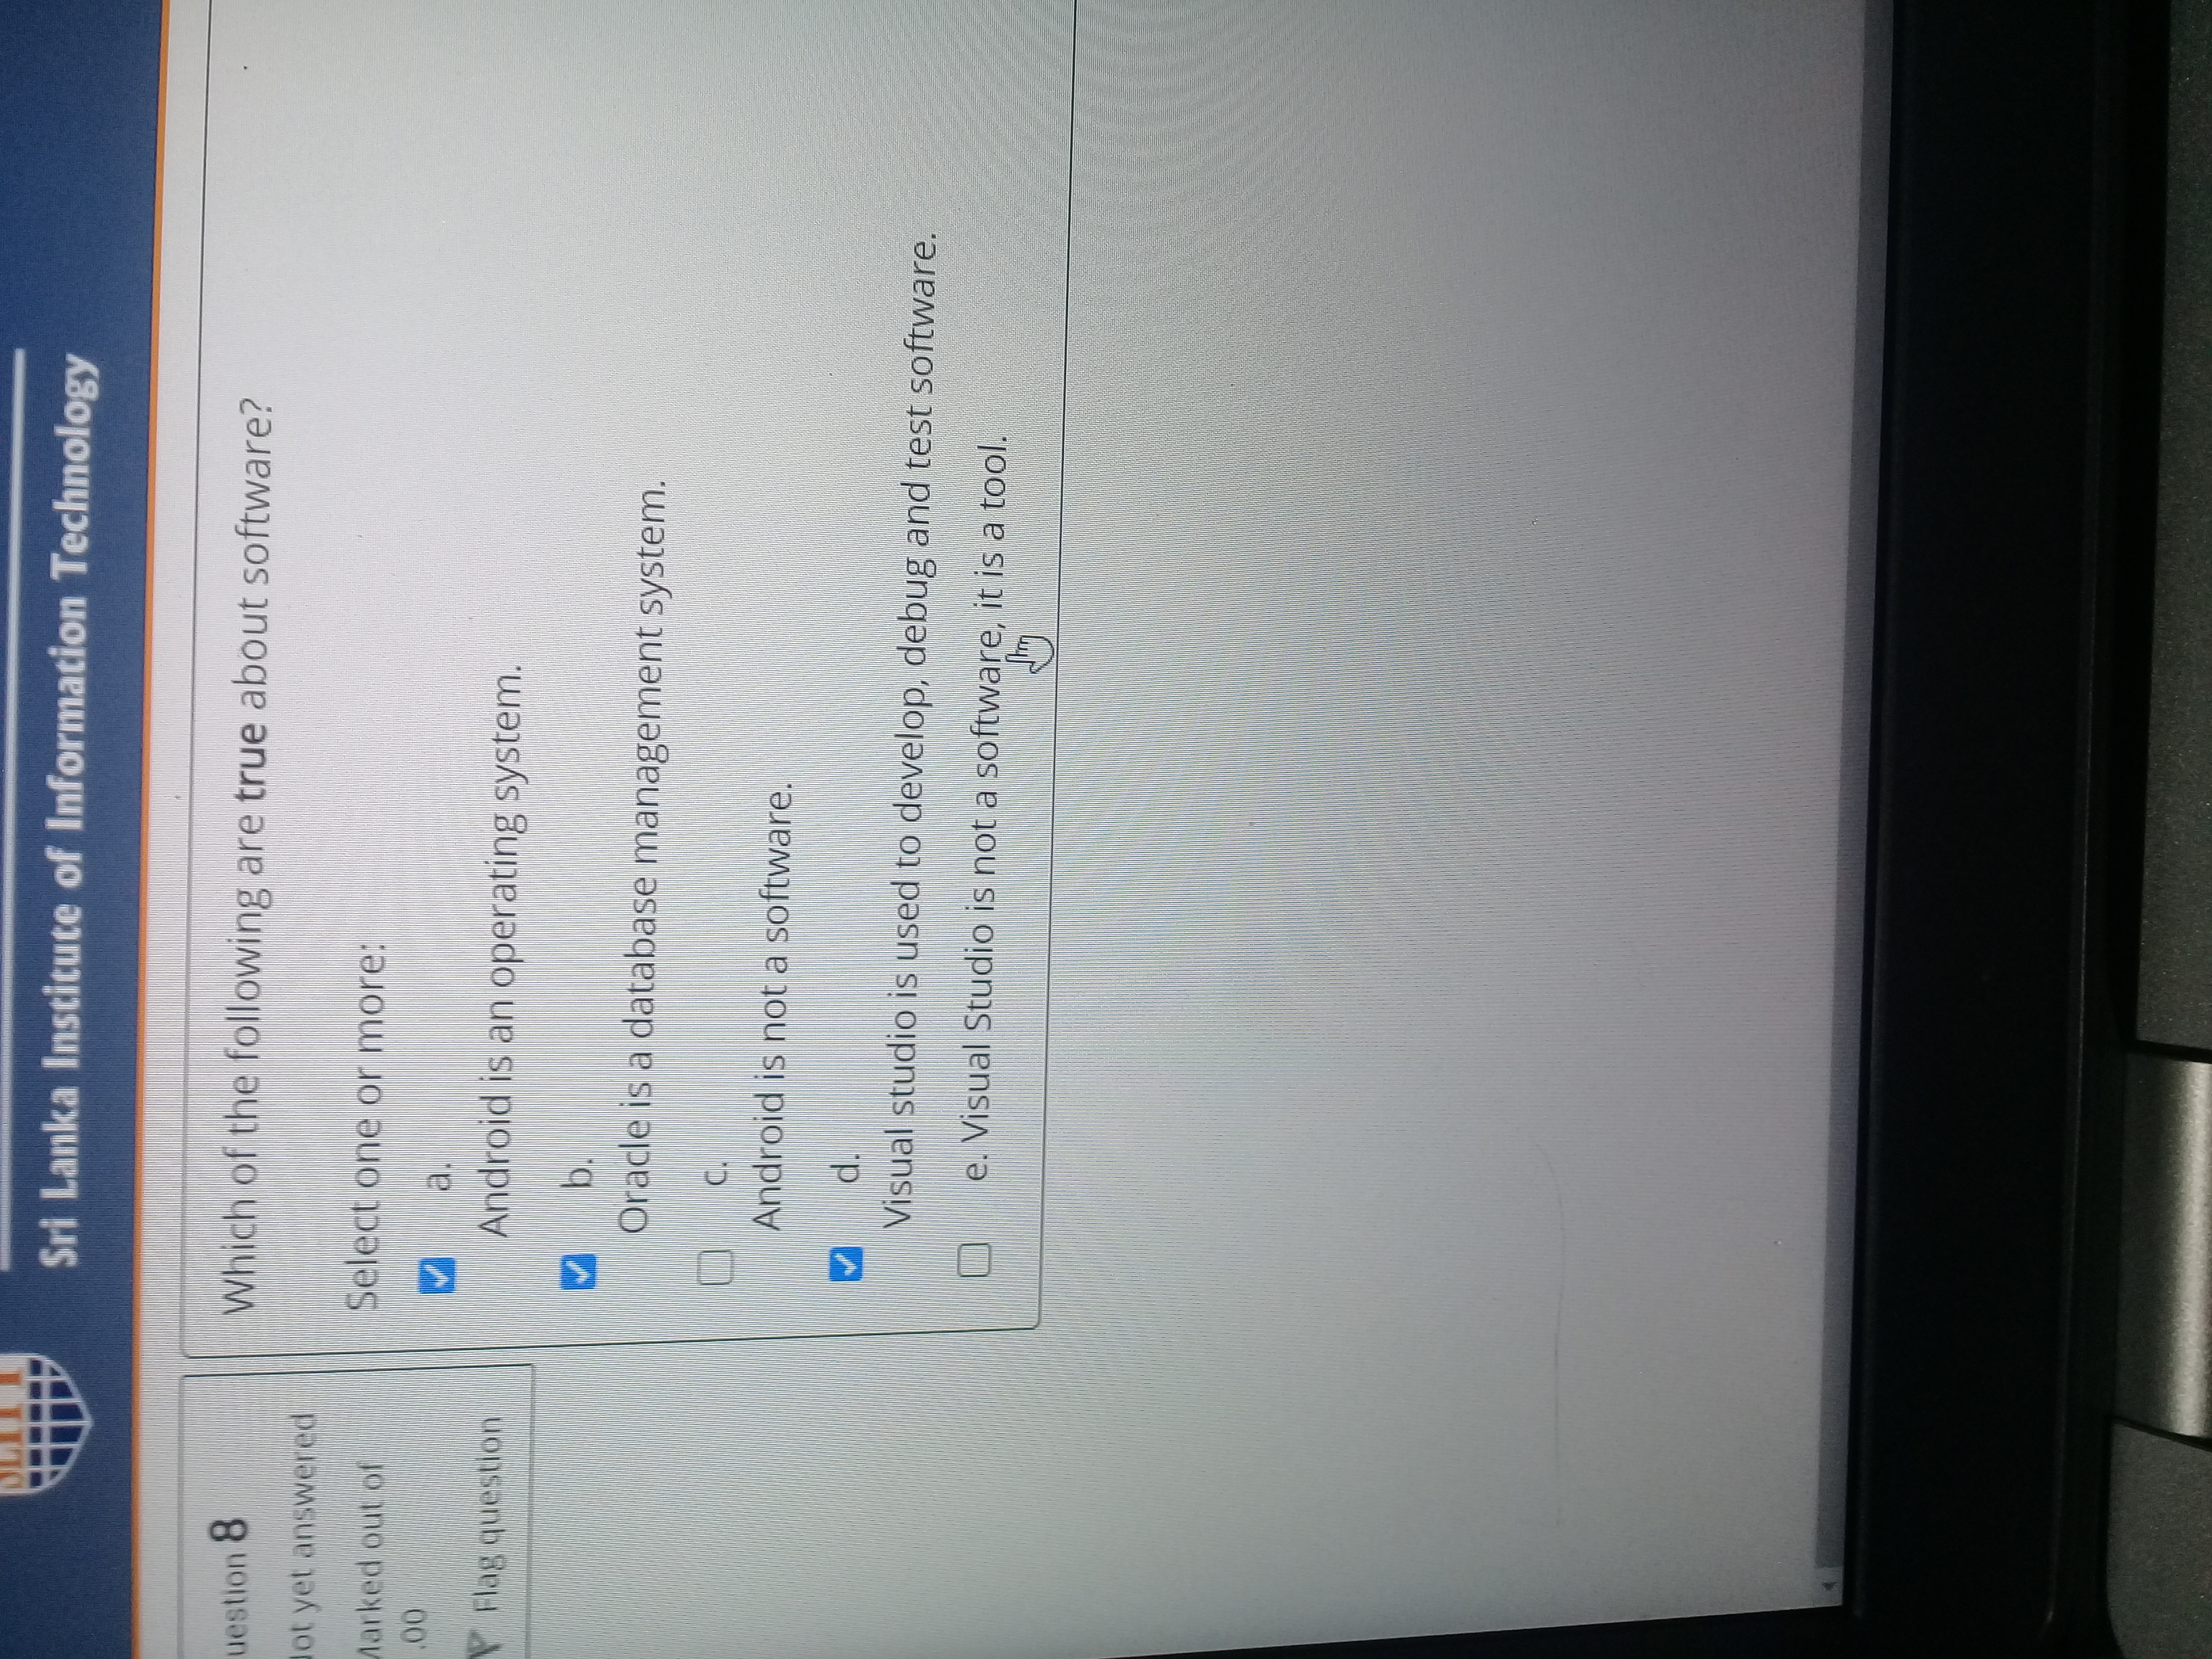 SLIIT
Sri Lanka Institute of Information Technology
uestion 8
ot yet answered
arked out of
.00
Flag question
Which of the following are true about software?
Select one or more:
a.
Android is an operating system.
b.
Oracle is a database management system.
c.
Android is not a software.
d.
Visual studio is used to develop, debug and test software.
e. Visual Studio is not a software, it is a tool.